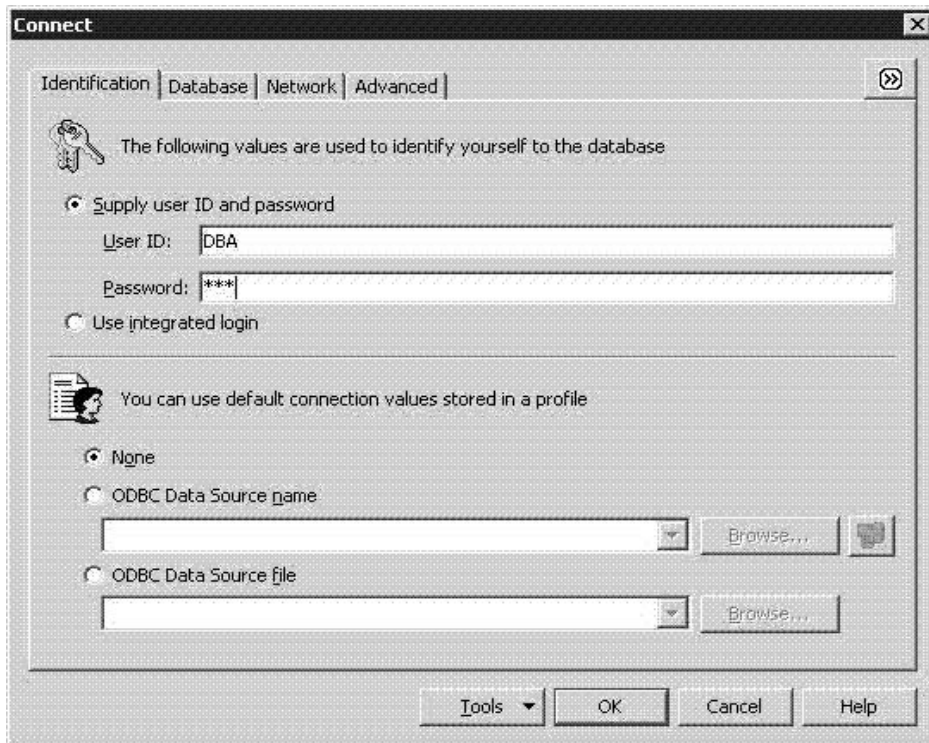 Connect
Identification Database Network Advanced
The following values are used to identify yourself to the database
Supply user ID and password
User ID: DBA
Password: ***
Use integrated login
You can use default connection values stored in a profile
None
ODBC Data Source name
Browse...
ODBC Data Source file
Browse...
Tools OK Cancel Help